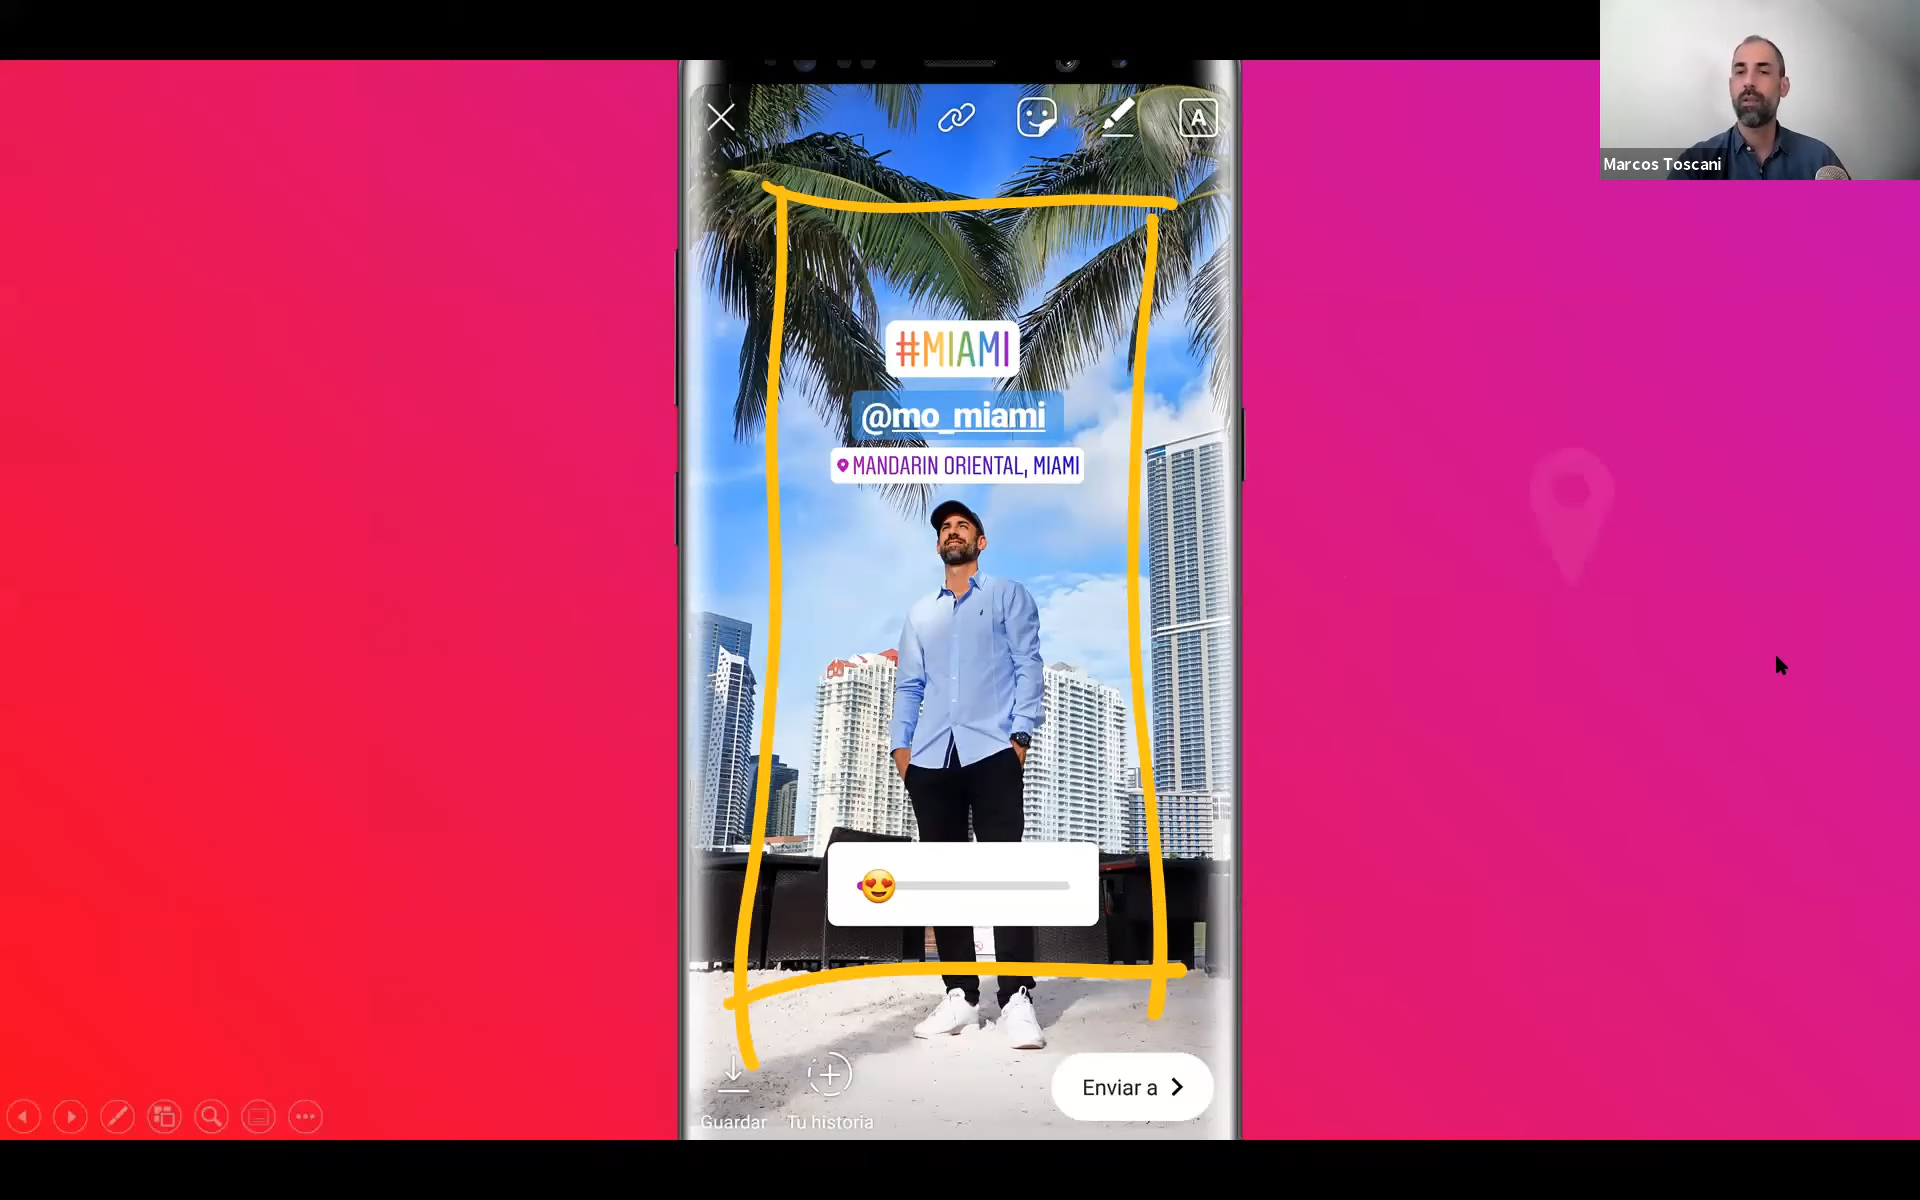 Marcos Toscani
A
#MIAMI
@mo_miami
MANDARIN ORIENTAL, MIAMI
Enviar a
Guardar
Tu historia